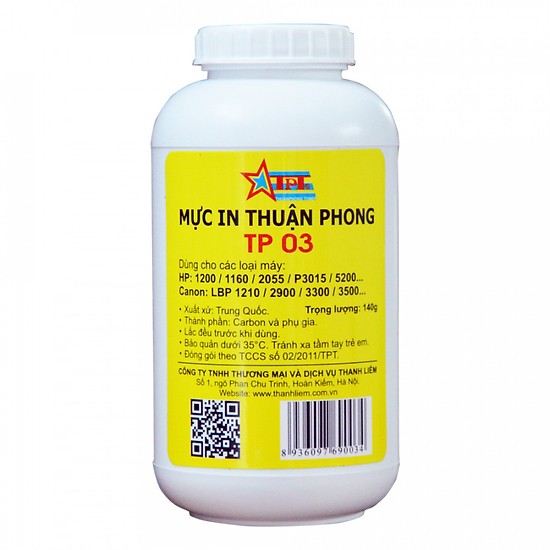 TPT
MỰC IN THUẬN PHONG
TP 03
Dùng cho các loại máy:
HP: 1200 / 1160 / 2055 / P3015 / 5200...
Canon: LBP 1210 / 2900 / 3300 / 3500...
• Xuất xứ: Trung Quốc. Trọng lượng: 140g
• Thành phần: Carbon và phụ gia.
• Lắc đều trước khi dùng.
• Bảo quản dưới 35°C. Tránh xa tầm tay trẻ em.
• Đóng gói theo TCCS số 02/2011/TPT.
CÔNG TY TNHH THƯƠNG MẠI VÀ DỊCH VỤ THANH LIÊM
Số 1, ngõ Phan Chu Trinh, Hoàn Kiếm, Hà Nội.
Website: www.thanhliem.com.vn
8 936097 690034